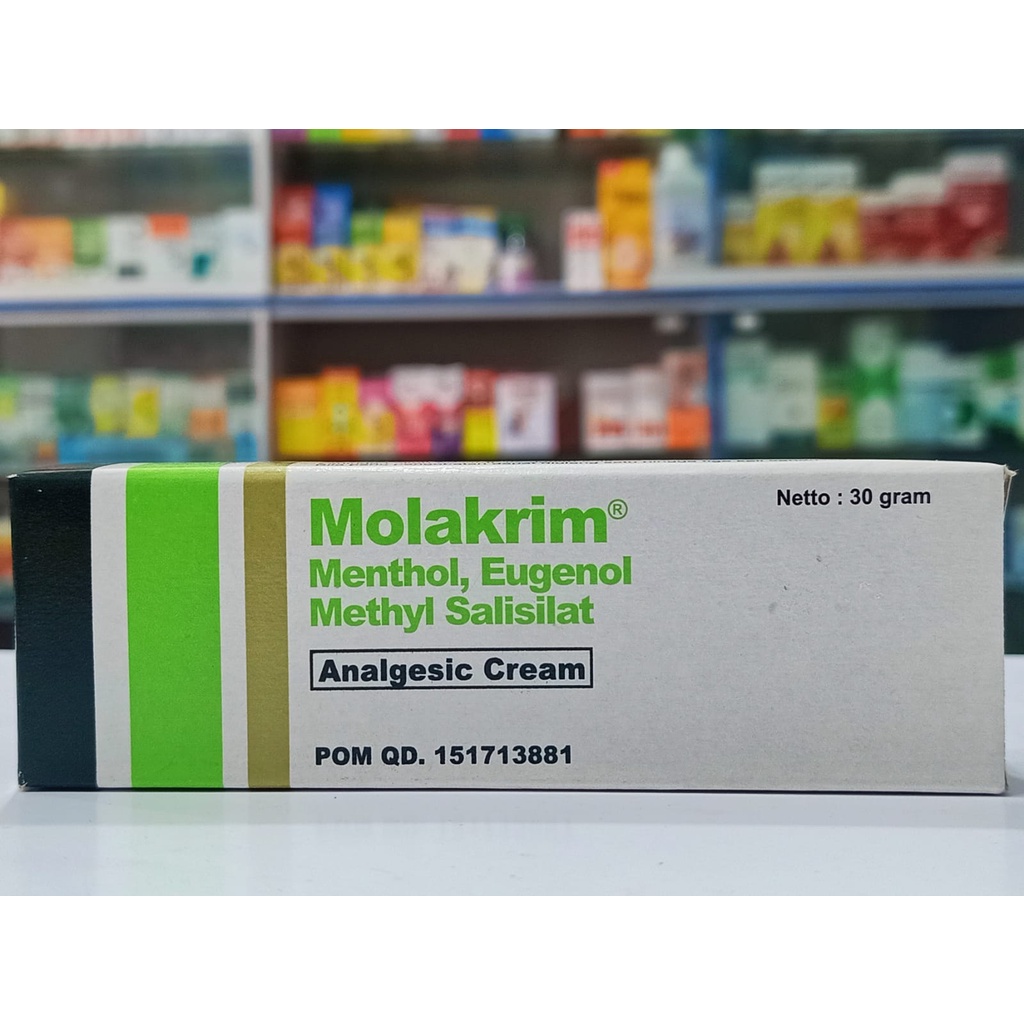 Molakrim®
Netto : 30 gram
Menthol, Eugenol
Methyl Salisilat
Analgesic Cream
POM QD. 151713881